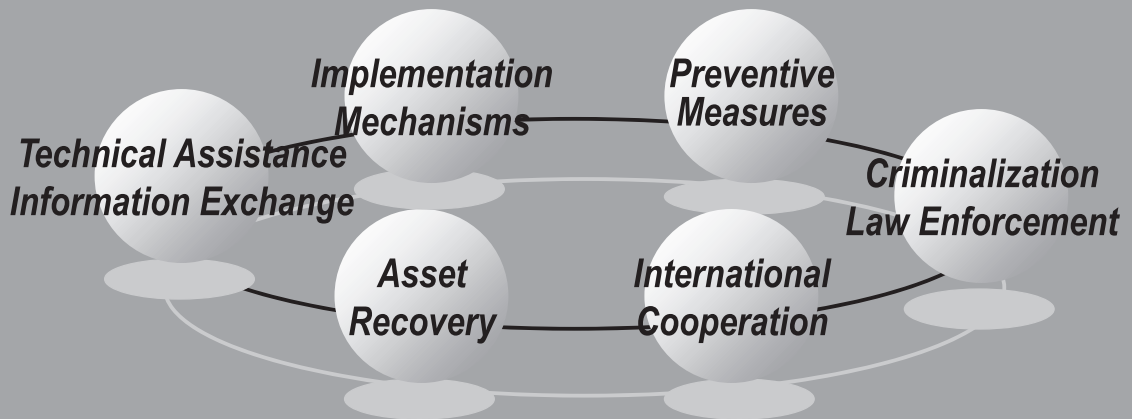 Implementation
Mechanisms
Preventive
Measures
Technical Assistance
Information Exchange
Criminalization
Law Enforcement
Asset
Recovery
International
Cooperation